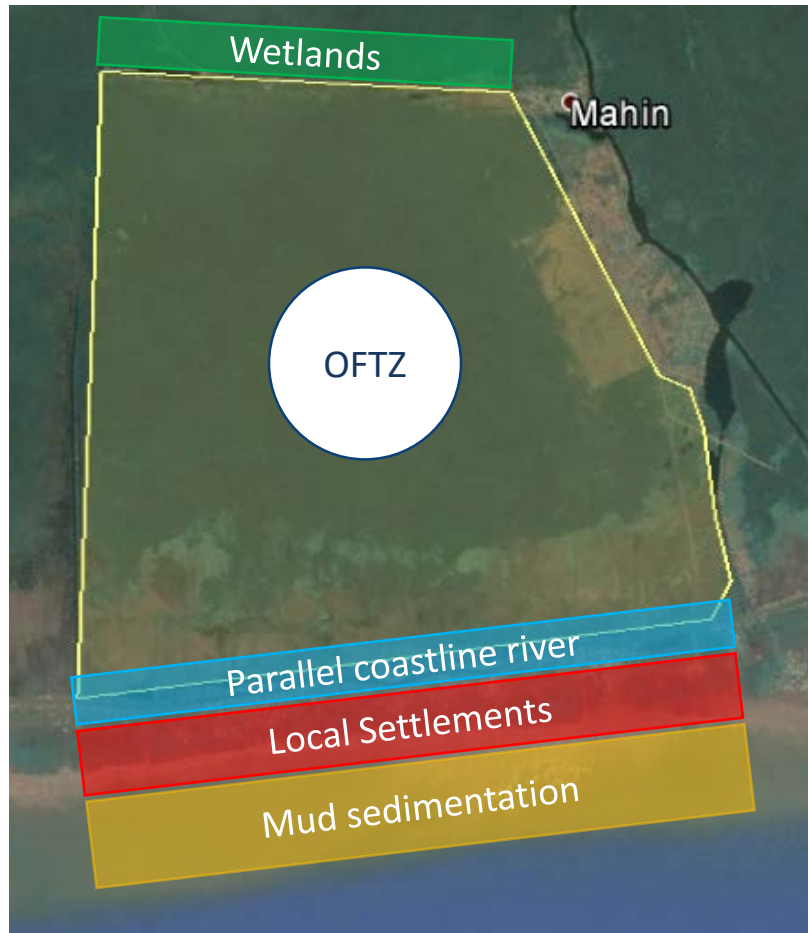 Wetlands
Mahin
OFTZ
Parallel coastline river
Local Settlements
Mud sedimentation